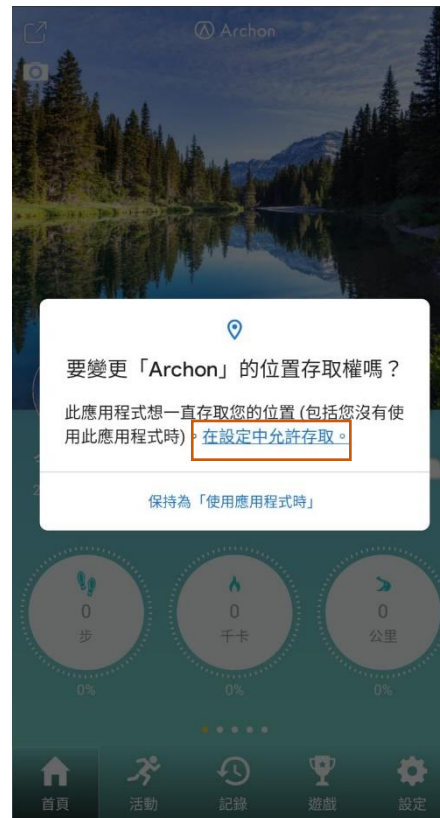 Archon
要變更「Archon」的位置存取權嗎？
此應用程式想一直存取您的位置 (包括您沒有使
用此應用程式時)。在設定中允許存取。
保持為「使用應用程式時」
2
0
0
0
步
千卡
公里
0%
0%
0%
首頁
活動
記錄
遊戲
設定